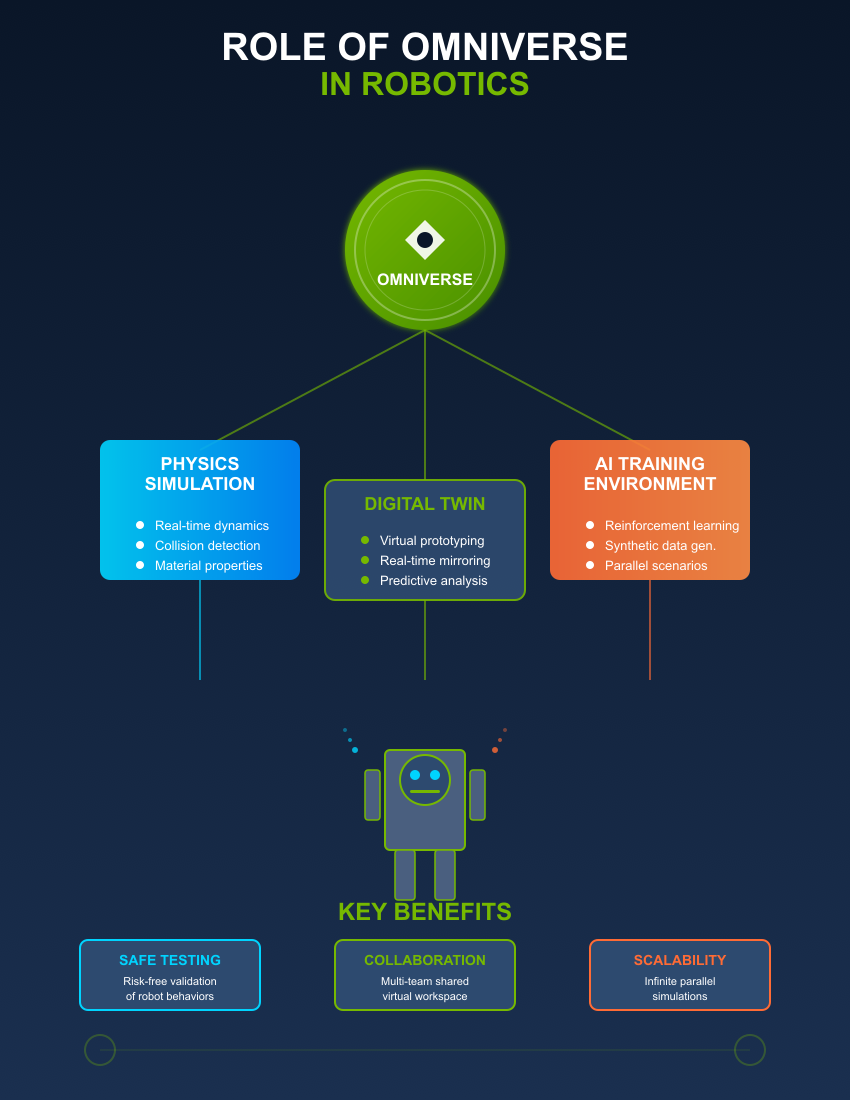 ROLE OF OMNIVERSE
IN ROBOTICS
OMNIVERSE
PHYSICS
SIMULATION
Real-time dynamics
Collision detection
Material properties
DIGITAL TWIN
Virtual prototyping
Real-time mirroring
Predictive analysis
AI TRAINING
ENVIRONMENT
Reinforcement learning
Synthetic data gen.
Parallel scenarios
KEY BENEFITS
SAFE TESTING
Risk-free validation
of robot behaviors
COLLABORATION
Multi-team shared
virtual workspace
SCALABILITY
Infinite parallel
simulations